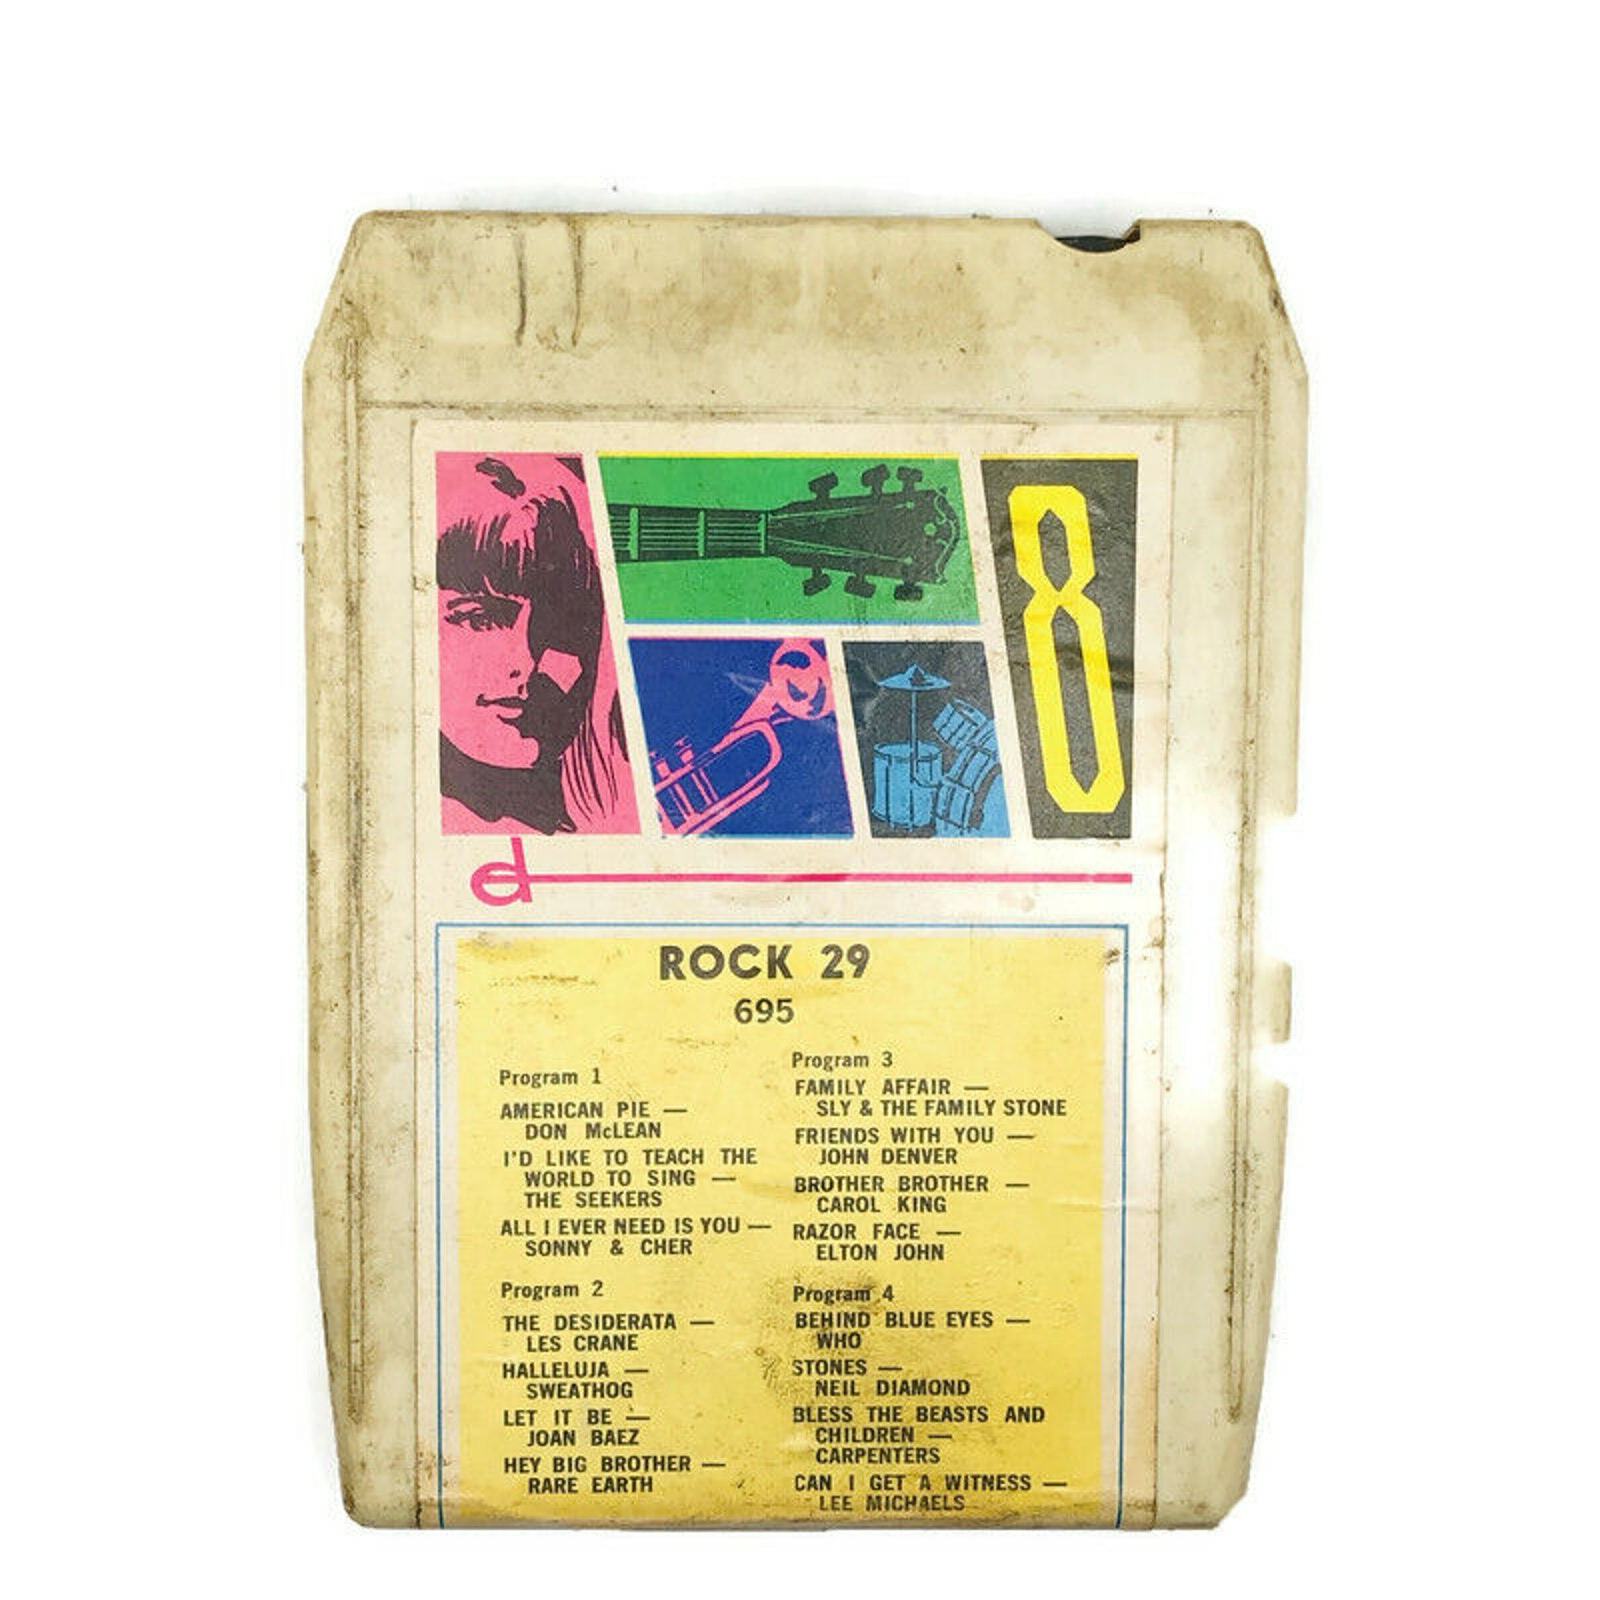 8
d
ROCK 29
695
Program 1
AMERICAN PIE —
DON McLEAN
I'D LIKE TO TEACH THE
WORLD TO SING —
THE SEEKERS
ALL I EVER NEED IS YOU —
SONNY & CHER
Program 2
THE DESIDERATA —
LES CRANE
HALLELUJA —
SWEATHOG
LET IT BE —
JOAN BAEZ
HEY BIG BROTHER —
RARE EARTH
Program 3
FAMILY AFFAIR —
SLY & THE FAMILY STONE
FRIENDS WITH YOU —
JOHN DENVER
BROTHER BROTHER —
CAROL KING
RAZOR FACE —
ELTON JOHN
Program 4
BEHIND BLUE EYES —
WHO
STONES —
NEIL DIAMOND
BLESS THE BEASTS AND
CHILDREN —
CARPENTERS
CAN I GET A WITNESS —
LEE MICHAELS